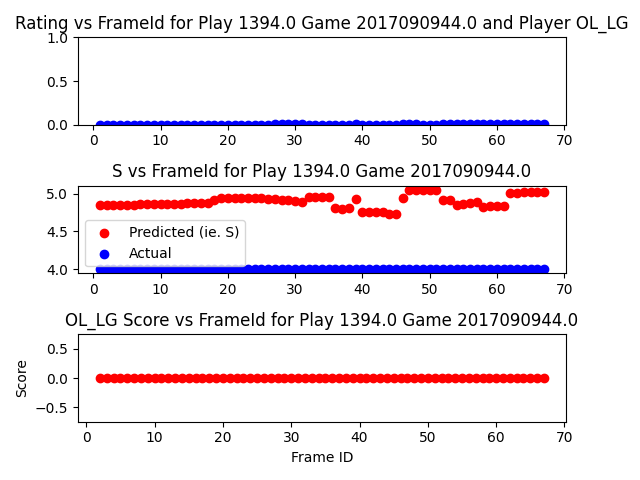 Rating vs FrameId for Play 1394.0 Game 2017090944.0 and Player OL_LG
1.0
0.5
0.0
0 10 20 30 40 50 60 70
S vs FrameId for Play 1394.0 Game 2017090944.0
5.0
4.5
4.0
Predicted (ie. S)
Actual
0 10 20 30 40 50 60 70
OL_LG Score vs FrameId for Play 1394.0 Game 2017090944.0
Score
0.5
0.0
−0.5
0 10 20 30 40 50 60 70
Frame ID